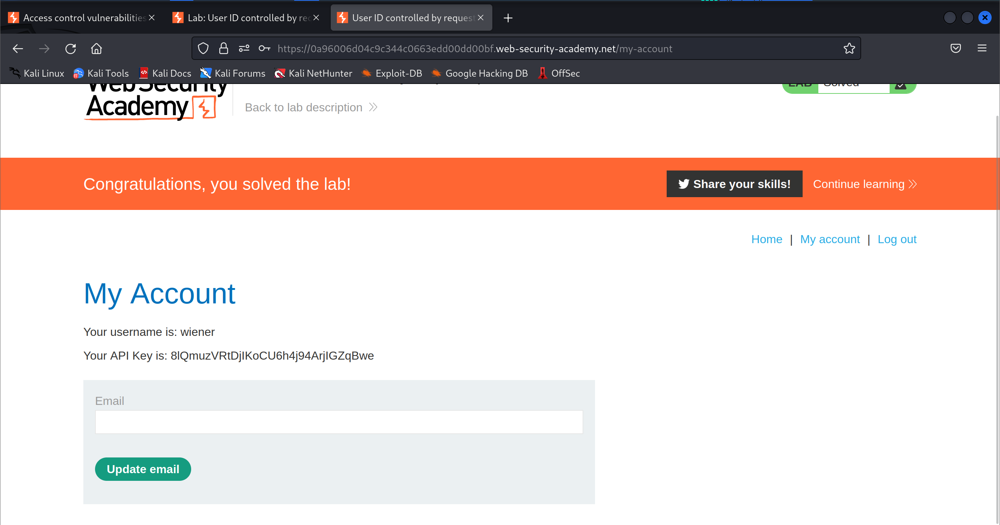 Access control vulnerabilities
Lab: User ID controlled by rec
User ID controlled by request
https://0a96006d04c9c344c0663edd00dd00bf.web-security-academy.net/my-account
Kali Linux Kali Tools Kali Docs Kali Forums Kali NetHunter Exploit-DB Google Hacking DB OffSec
Web Security
Academy
LAB Solved
Back to lab description
Congratulations, you solved the lab!
Share your skills!
Continue learning
Home | My account | Log out
My Account
Your username is: wiener
Your API Key is: 8lQmuzVRtDjIKoCU6h4j94ArjIGZqBwe
Email
Update email